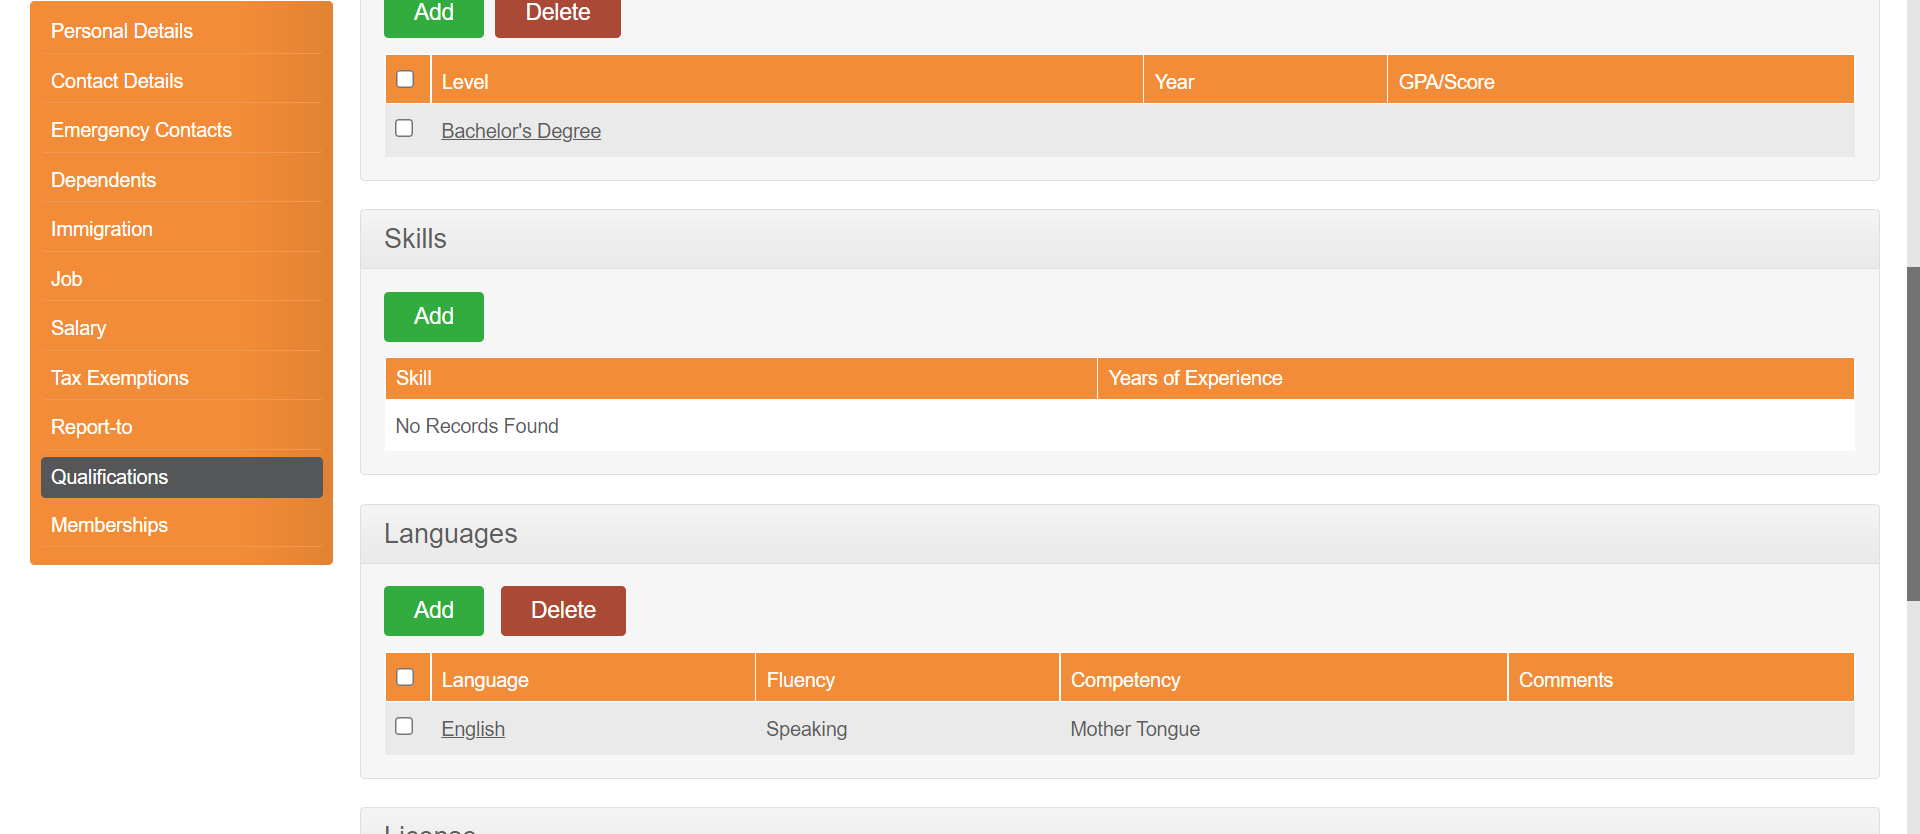 Personal Details
Contact Details
Emergency Contacts
Dependents
Immigration
Job
Salary
Tax Exemptions
Report-to
Qualifications
Memberships
Add Delete
Level Year GPA/Score
Bachelor's Degree
Skills
Add
Skill Years of Experience
No Records Found
Languages
Add Delete
Language Fluency Competency Comments
English Speaking Mother Tongue
License